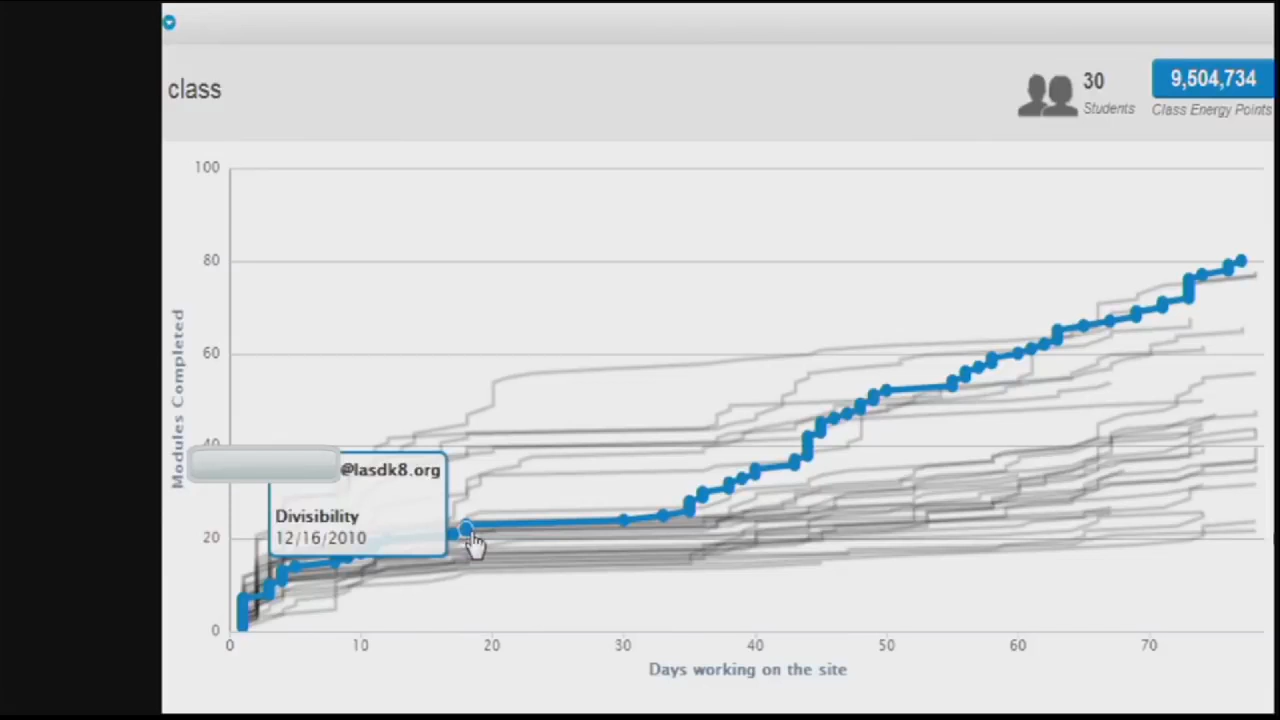 class
30
Students
9,504,734
Class Energy Points
100
80
60
40
20
0
Modules Completed
@lasdk8.org
Divisibility
12/16/2010
0 10 20 30 40 50 60 70
Days working on the site